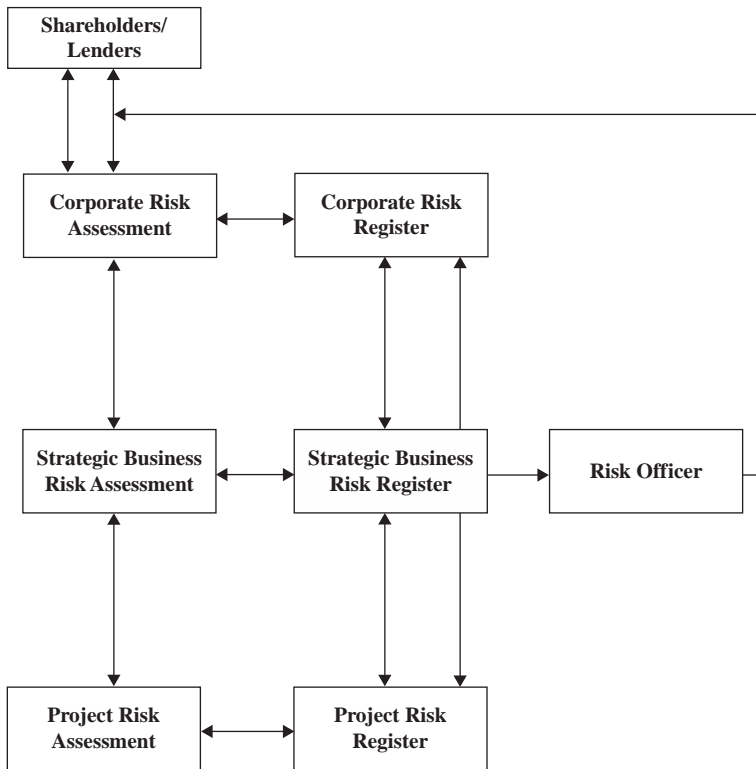 Shareholders/
Lenders
Corporate Risk
Assessment
Corporate Risk
Register
Strategic Business
Risk Assessment
Strategic Business
Risk Register
Risk Officer
Project Risk
Assessment
Project Risk
Register